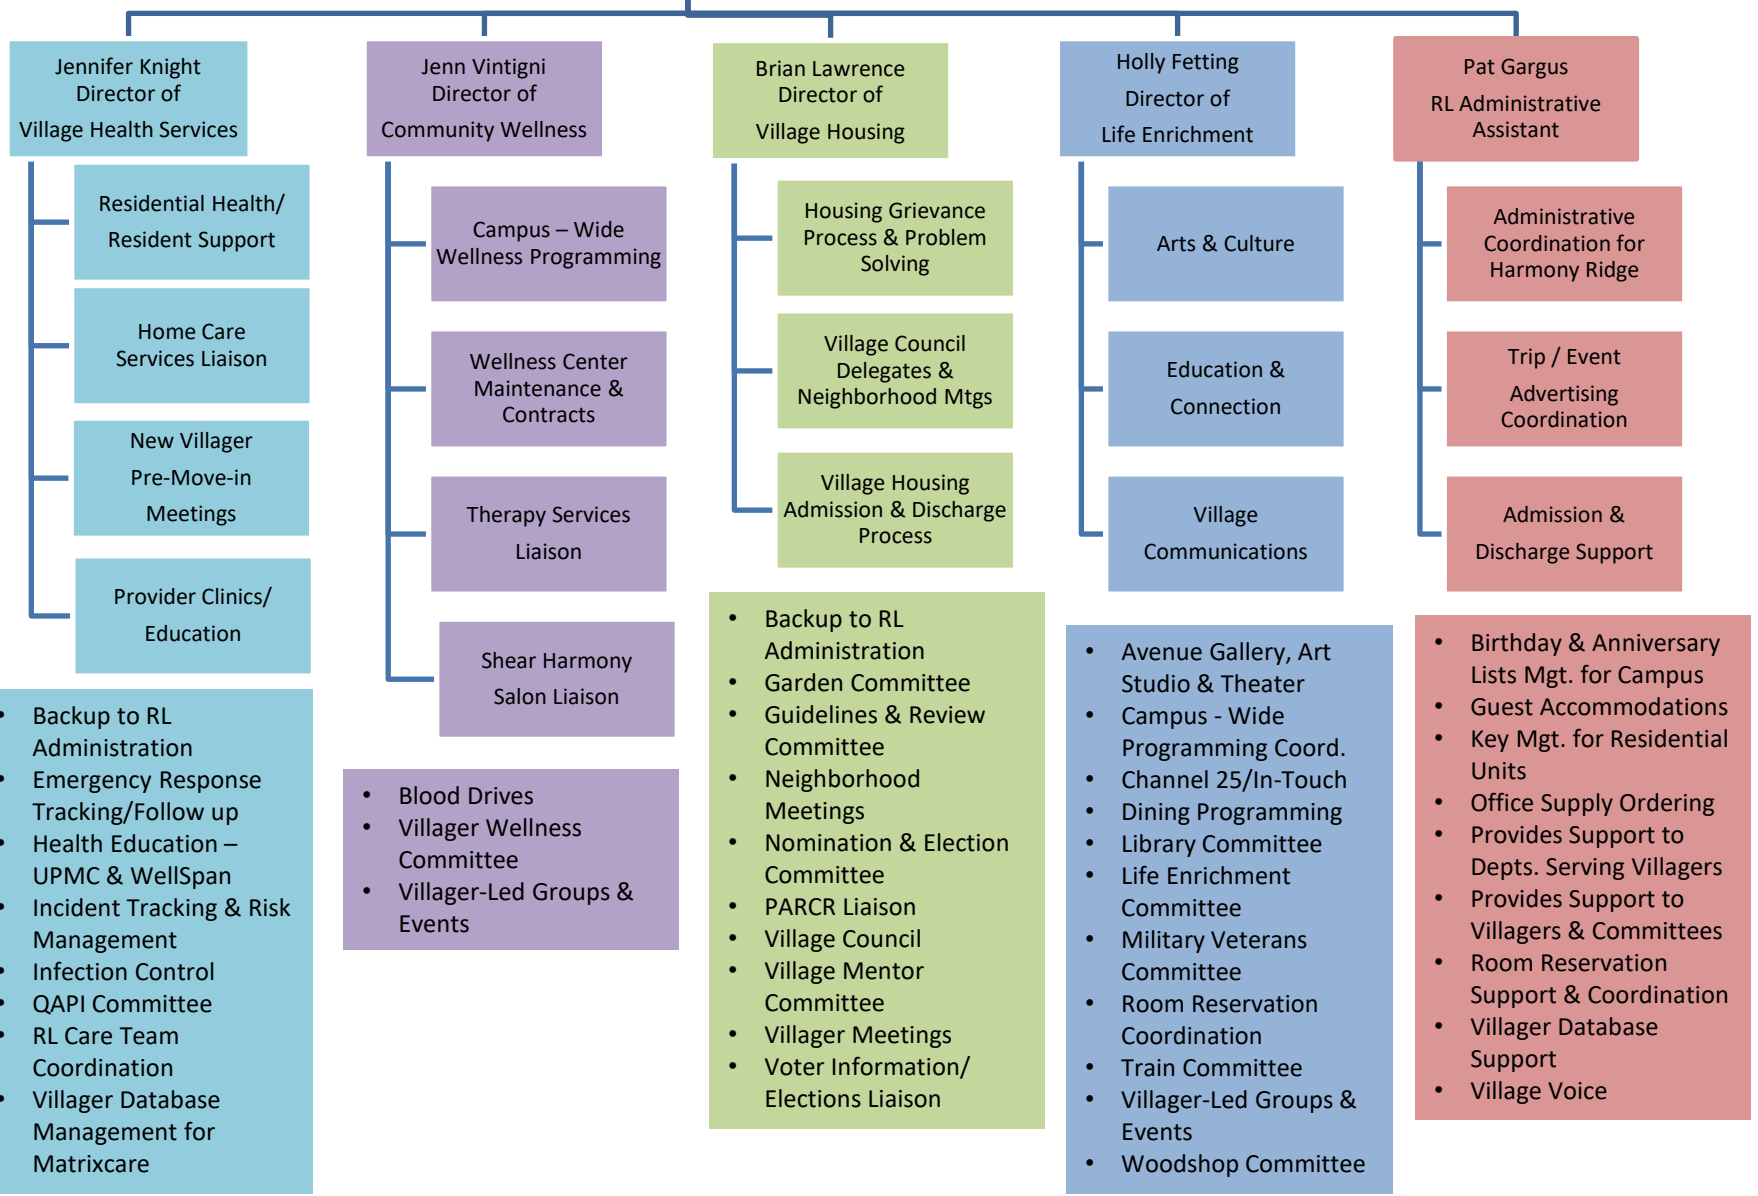 Jennifer Knight
Director of
Village Health Services
Residential Health/
Resident Support
Home Care
Services Liaison
New Villager
Pre-Move-in
Meetings
Provider Clinics/
Education
• Backup to RL
Administration
• Emergency Response
Tracking/Follow up
• Health Education –
UPMC & WellSpan
• Incident Tracking & Risk
Management
• Infection Control
• QAPI Committee
• RL Care Team
Coordination
• Villager Database
Management for
Matrixcare
Jenn Vintigni
Director of
Community Wellness
Campus – Wide
Wellness Programming
Wellness Center
Maintenance &
Contracts
Therapy Services
Liaison
Shear Harmony
Salon Liaison
• Blood Drives
• Villager Wellness
Committee
• Villager-Led Groups &
Events
Brian Lawrence
Director of
Village Housing
Housing Grievance
Process & Problem
Solving
Village Council
Delegates &
Neighborhood Mtgs
Village Housing
Admission & Discharge
Process
• Backup to RL
Administration
• Garden Committee
• Guidelines & Review
Committee
• Neighborhood
Meetings
• Nomination & Election
Committee
• PARCR Liaison
• Village Council
• Village Mentor
Committee
• Villager Meetings
• Voter Information/
Elections Liaison
Holly Fetting
Director of
Life Enrichment
Arts & Culture
Education &
Connection
Village
Communications
• Avenue Gallery, Art
Studio & Theater
• Campus - Wide
Programming Coord.
• Channel 25/In-Touch
• Dining Programming
• Library Committee
• Life Enrichment
Committee
• Military Veterans
Committee
• Room Reservation
Coordination
• Train Committee
• Villager-Led Groups &
Events
• Woodshop Committee
Pat Gargus
RL Administrative
Assistant
Administrative
Coordination for
Harmony Ridge
Trip / Event
Advertising
Coordination
Admission &
Discharge Support
• Birthday & Anniversary
Lists Mgt. for Campus
• Guest Accommodations
• Key Mgt. for Residential
Units
• Office Supply Ordering
• Provides Support to
Depts. Serving Villagers
• Provides Support to
Villagers & Committees
• Room Reservation
Support & Coordination
• Villager Database
Support
• Village Voice